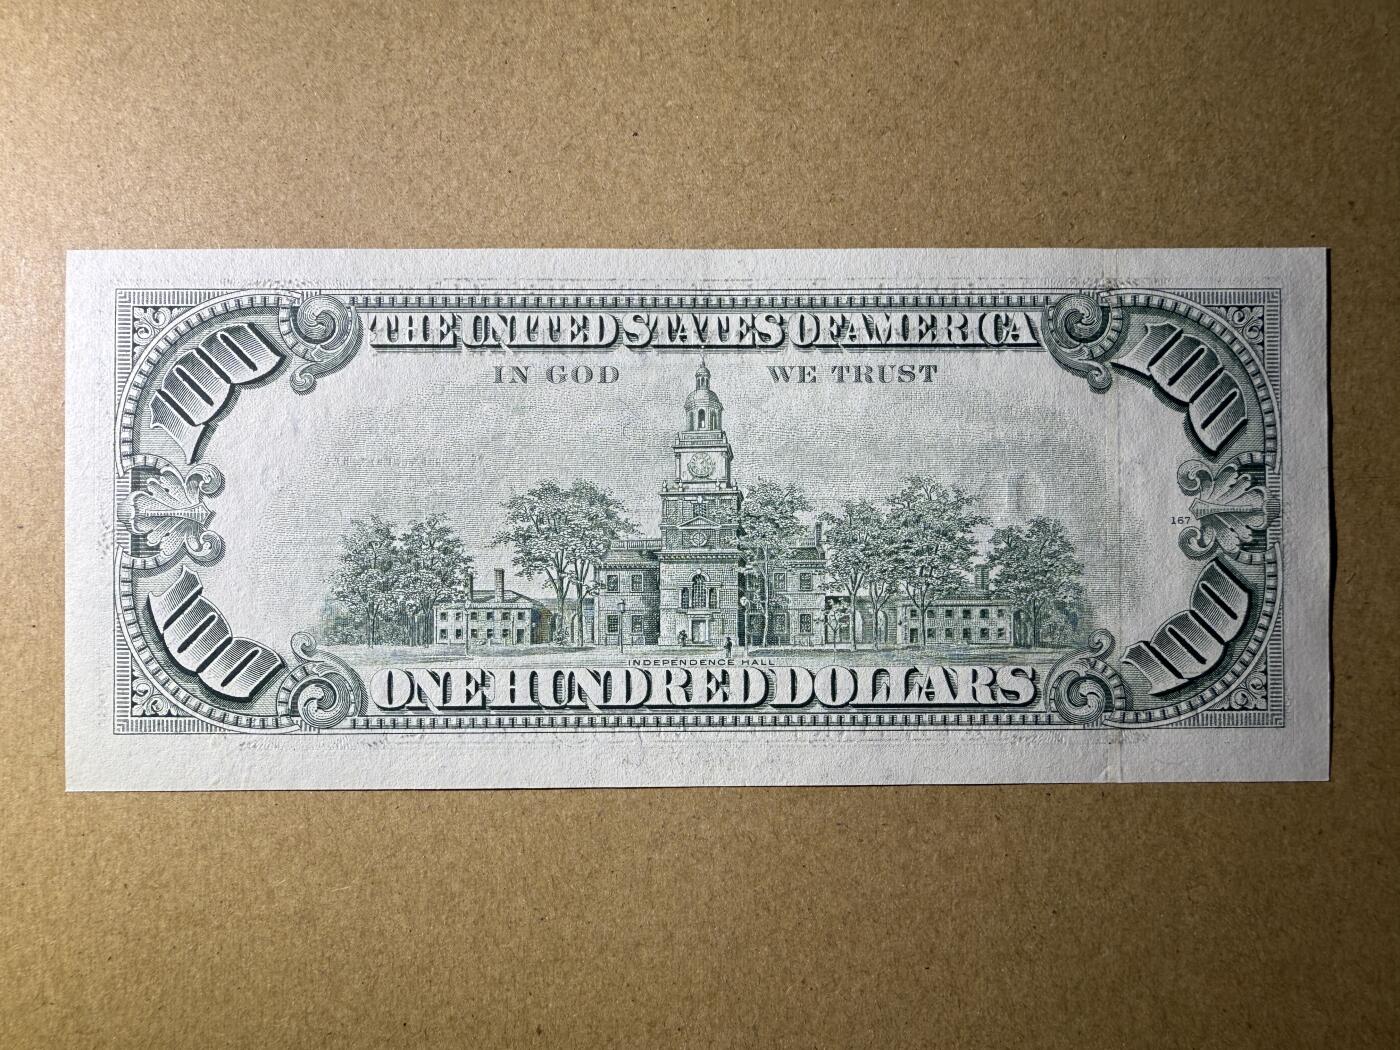 100 THE UNITED STATES OF AMERICA 100
IN GOD WE TRUST
167
INDEPENDENCE HALL
100 ONE HUNDRED DOLLARS 100